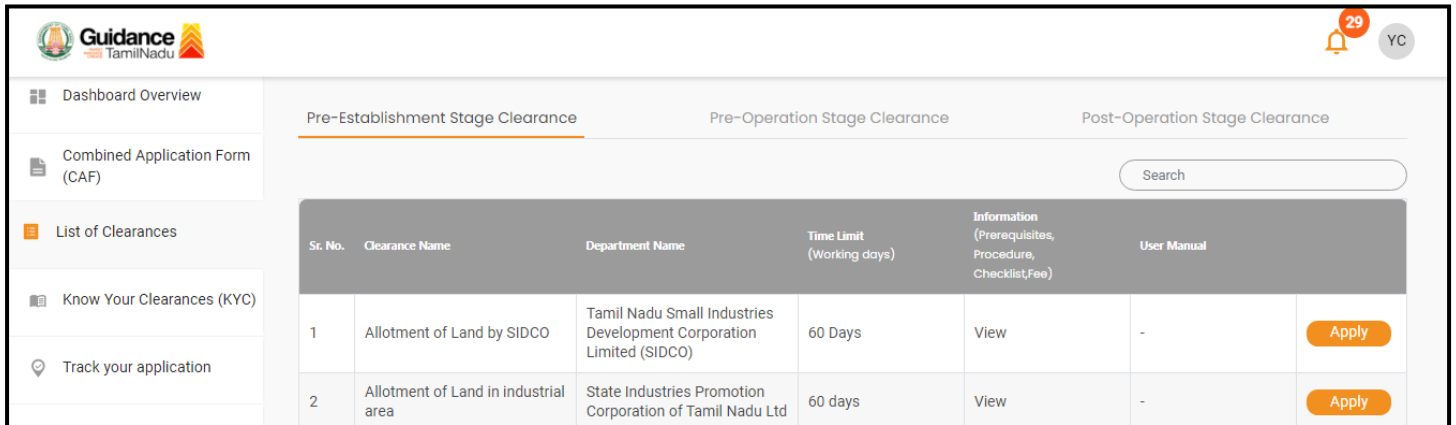 Guidance
TamilNadu
29
YC
Dashboard Overview
Combined Application Form
(CAF)
List of Clearances
Know Your Clearances (KYC)
Track your application
Pre-Establishment Stage Clearance
Pre-Operation Stage Clearance
Post-Operation Stage Clearance
Search
Sr. No.
Clearance Name
Department Name
Time Limit
(Working days)
Information
(Prerequisites,
Procedure,
Checklist,Fee)
User Manual
1
Allotment of Land by SIDCO
Tamil Nadu Small Industries
Development Corporation
Limited (SIDCO)
60 Days
View
-
Apply
2
Allotment of Land in industrial
area
State Industries Promotion
Corporation of Tamil Nadu Ltd
60 days
View
-
Apply